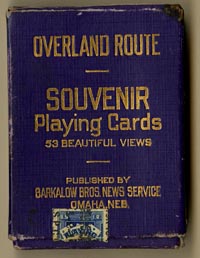 OVERLAND ROUTE
SOUVENIR
Playing Cards
53 BEAUTIFUL VIEWS
PUBLISHED BY
BARKALOW BROS. NEWS SERVICE
OMAHA, NEB.